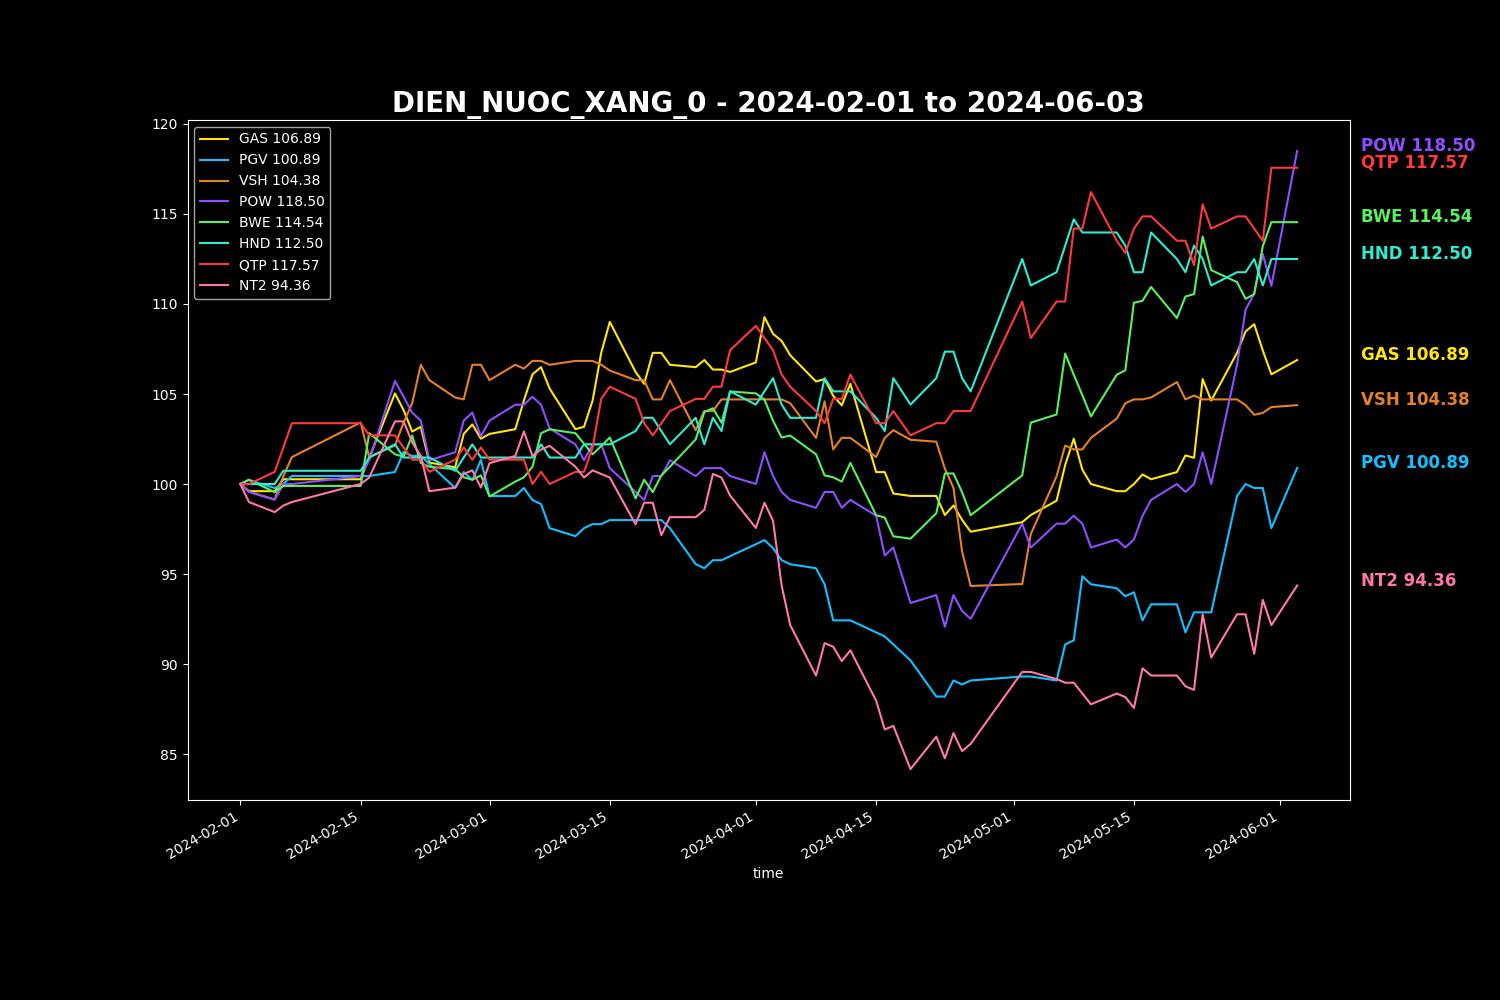 DIEN_NUOC_XANG_0 - 2024-02-01 to 2024-06-03
120
115
110
105
100
95
90
85
GAS 106.89
PGV 100.89
VSH 104.38
POW 118.50
BWE 114.54
HND 112.50
QTP 117.57
NT2 94.36
POW 118.50
QTP 117.57
BWE 114.54
HND 112.50
GAS 106.89
VSH 104.38
PGV 100.89
NT2 94.36
2024-02-01
2024-02-15
2024-03-01
2024-03-15
2024-04-01
2024-04-15
2024-05-01
2024-05-15
2024-06-01
time